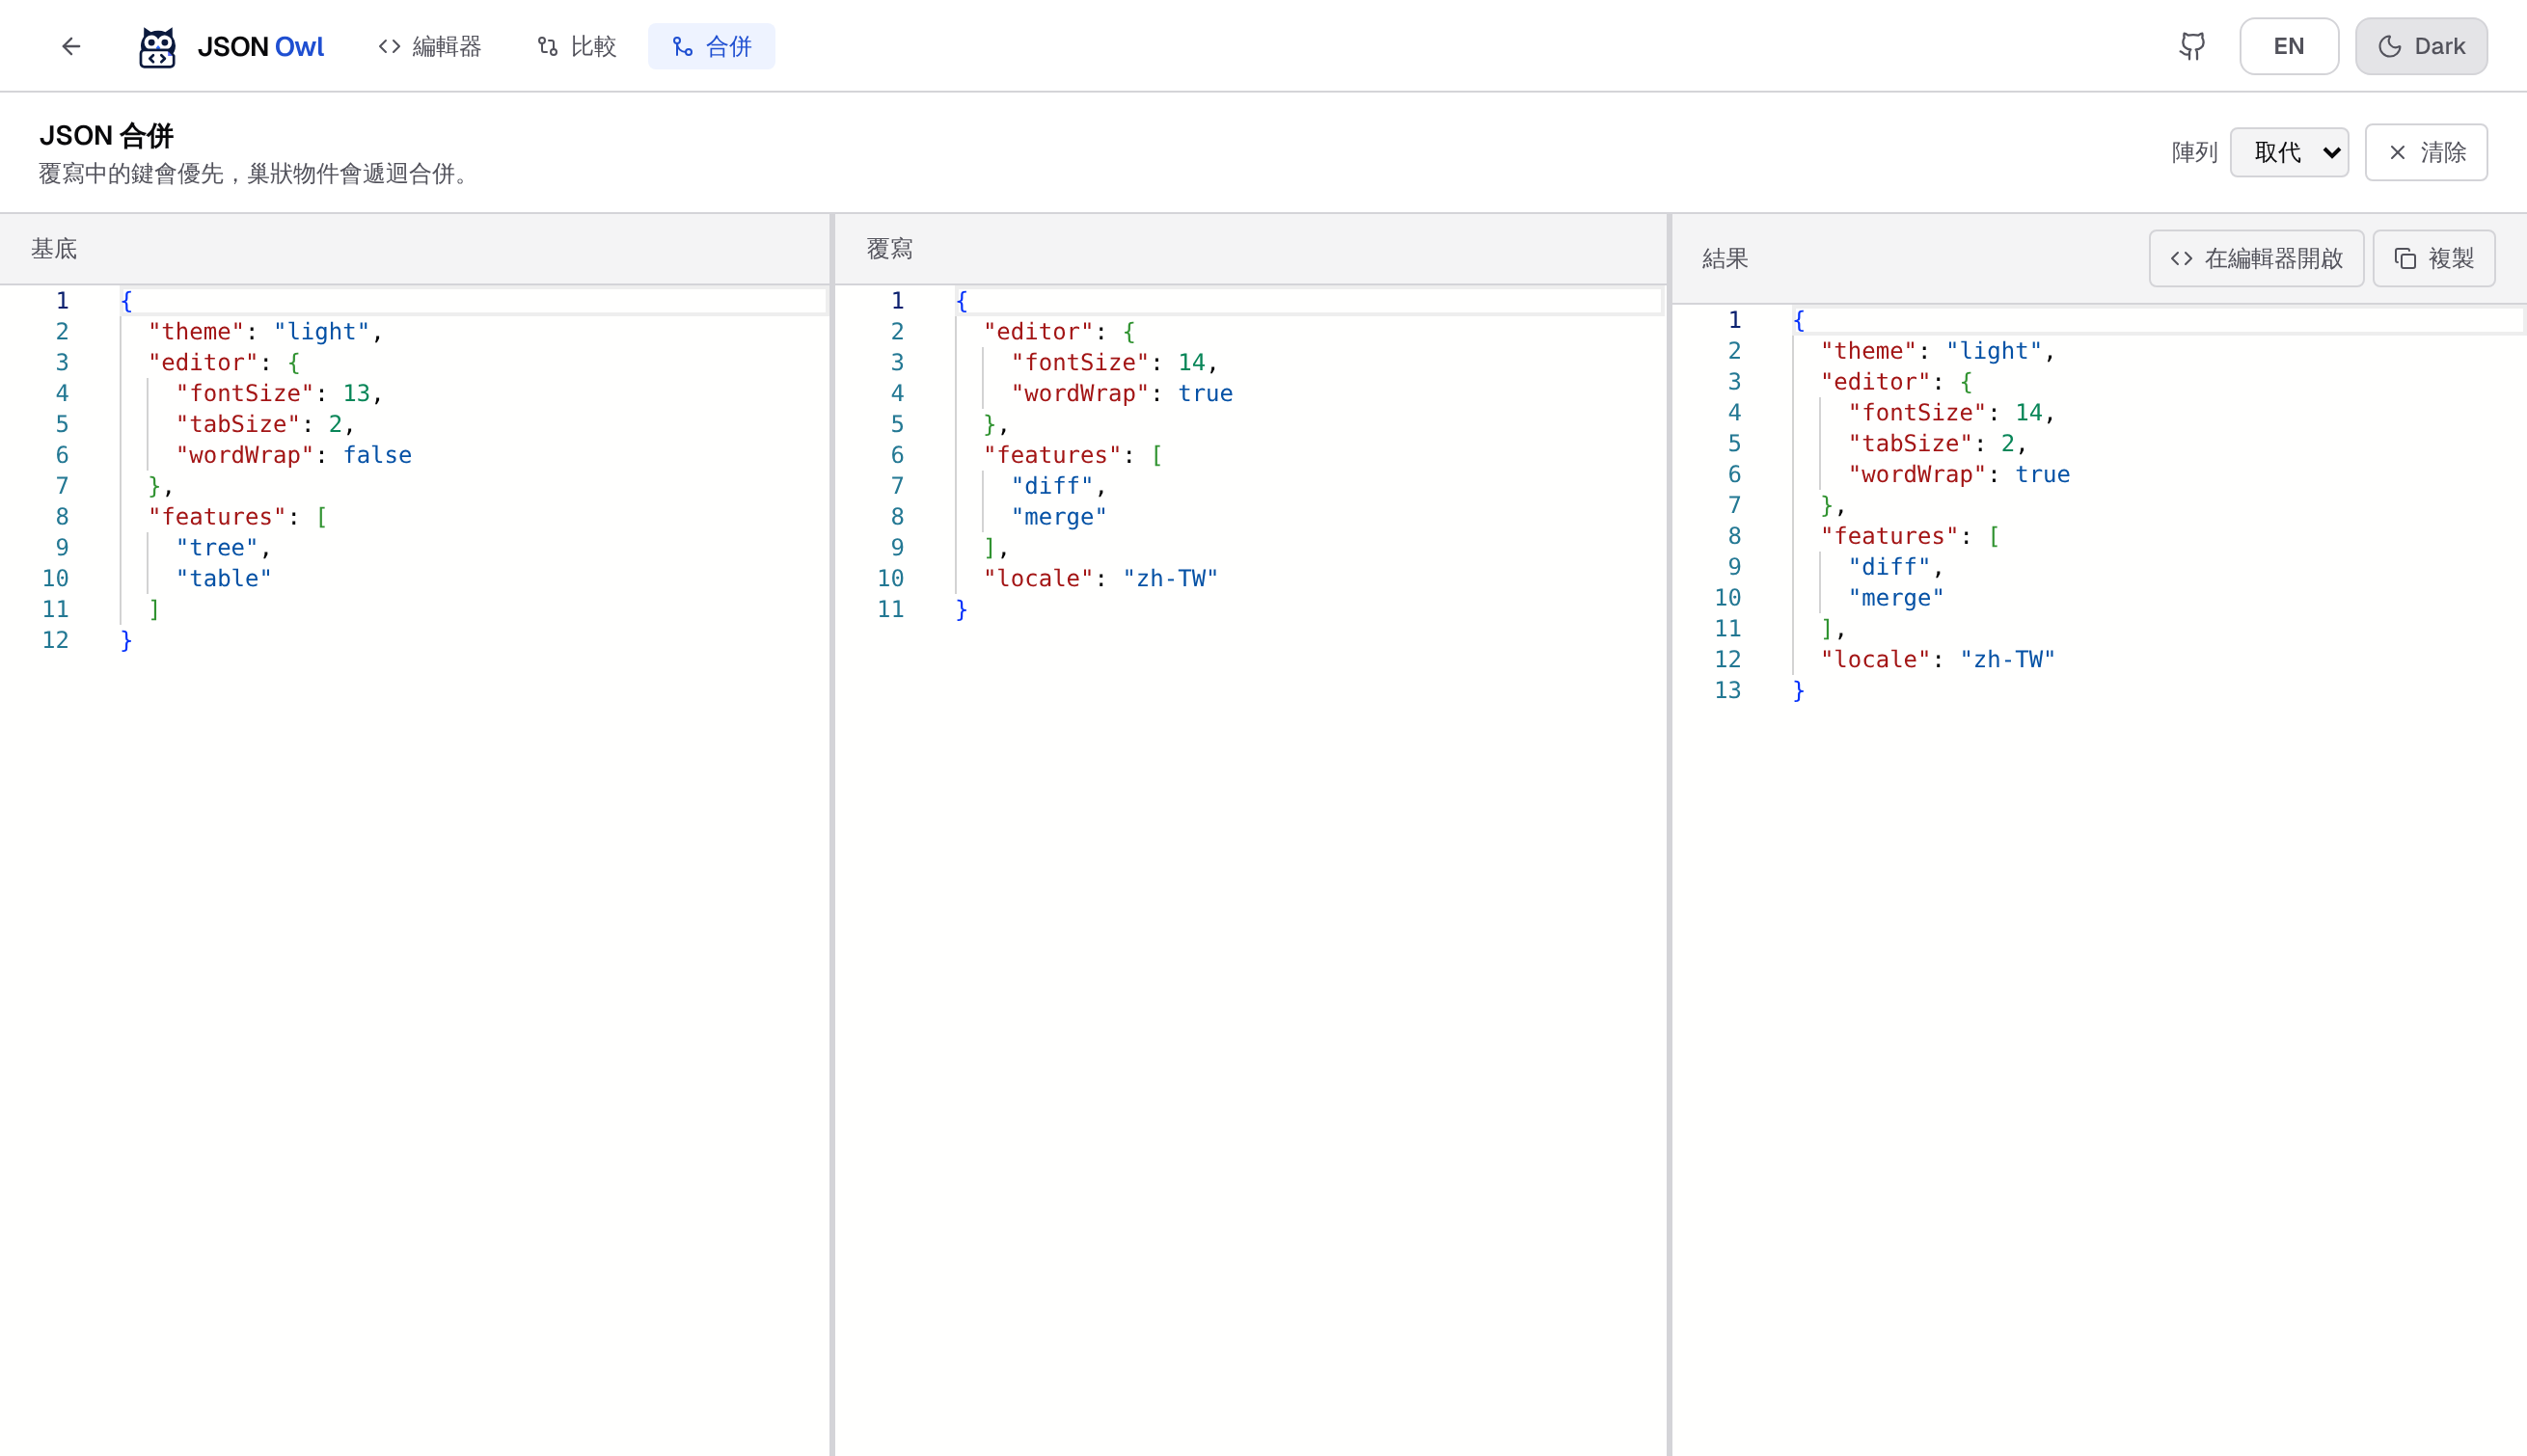 JSON Owl
編輯器
比較
合併
EN
Dark
JSON 合併
覆寫中的鍵會優先，巢狀物件會遞迴合併。
陣列
取代
清除
基底
1 {
2 "theme": "light",
3 "editor": {
4 "fontSize": 13,
5 "tabSize": 2,
6 "wordWrap": false
7 },
8 "features": [
9 "tree",
10 "table"
11 ]
12 }
覆寫
1 {
2 "editor": {
3 "fontSize": 14,
4 "wordWrap": true
5 },
6 "features": [
7 "diff",
8 "merge"
9 ],
10 "locale": "zh-TW"
11 }
結果
在編輯器開啟
複製
1 {
2 "theme": "light",
3 "editor": {
4 "fontSize": 14,
5 "tabSize": 2,
6 "wordWrap": true
7 },
8 "features": [
9 "diff",
10 "merge"
11 ],
12 "locale": "zh-TW"
13 }